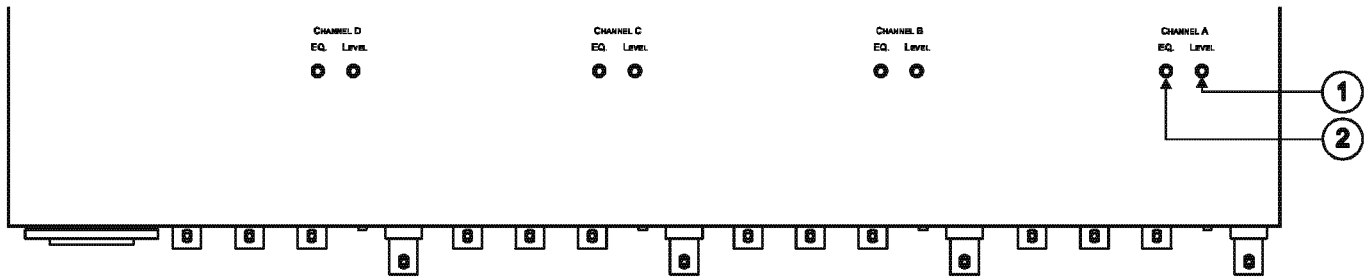 CHANNEL D
EQ. LEVEL
CHANNEL C
EQ. LEVEL
CHANNEL B
EQ. LEVEL
CHANNEL A
EQ. LEVEL
1
2